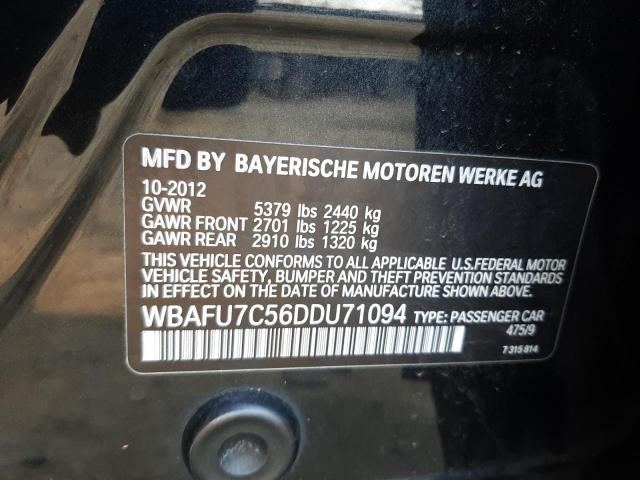 MFD BY BAYERISCHE MOTOREN WERKE AG
10-2012
GVWR 5379 lbs 2440 kg
GAWR FRONT 2701 lbs 1225 kg
GAWR REAR 2910 lbs 1320 kg
THIS VEHICLE CONFORMS TO ALL APPLICABLE U.S.FEDERAL MOTOR
VEHICLE SAFETY, BUMPER AND THEFT PREVENTION STANDARDS
IN EFFECT ON THE DATE OF MANUFACTURE SHOWN ABOVE.
WBAFU7C56DDU71094 TYPE: PASSENGER CAR
475/9
7 315 814